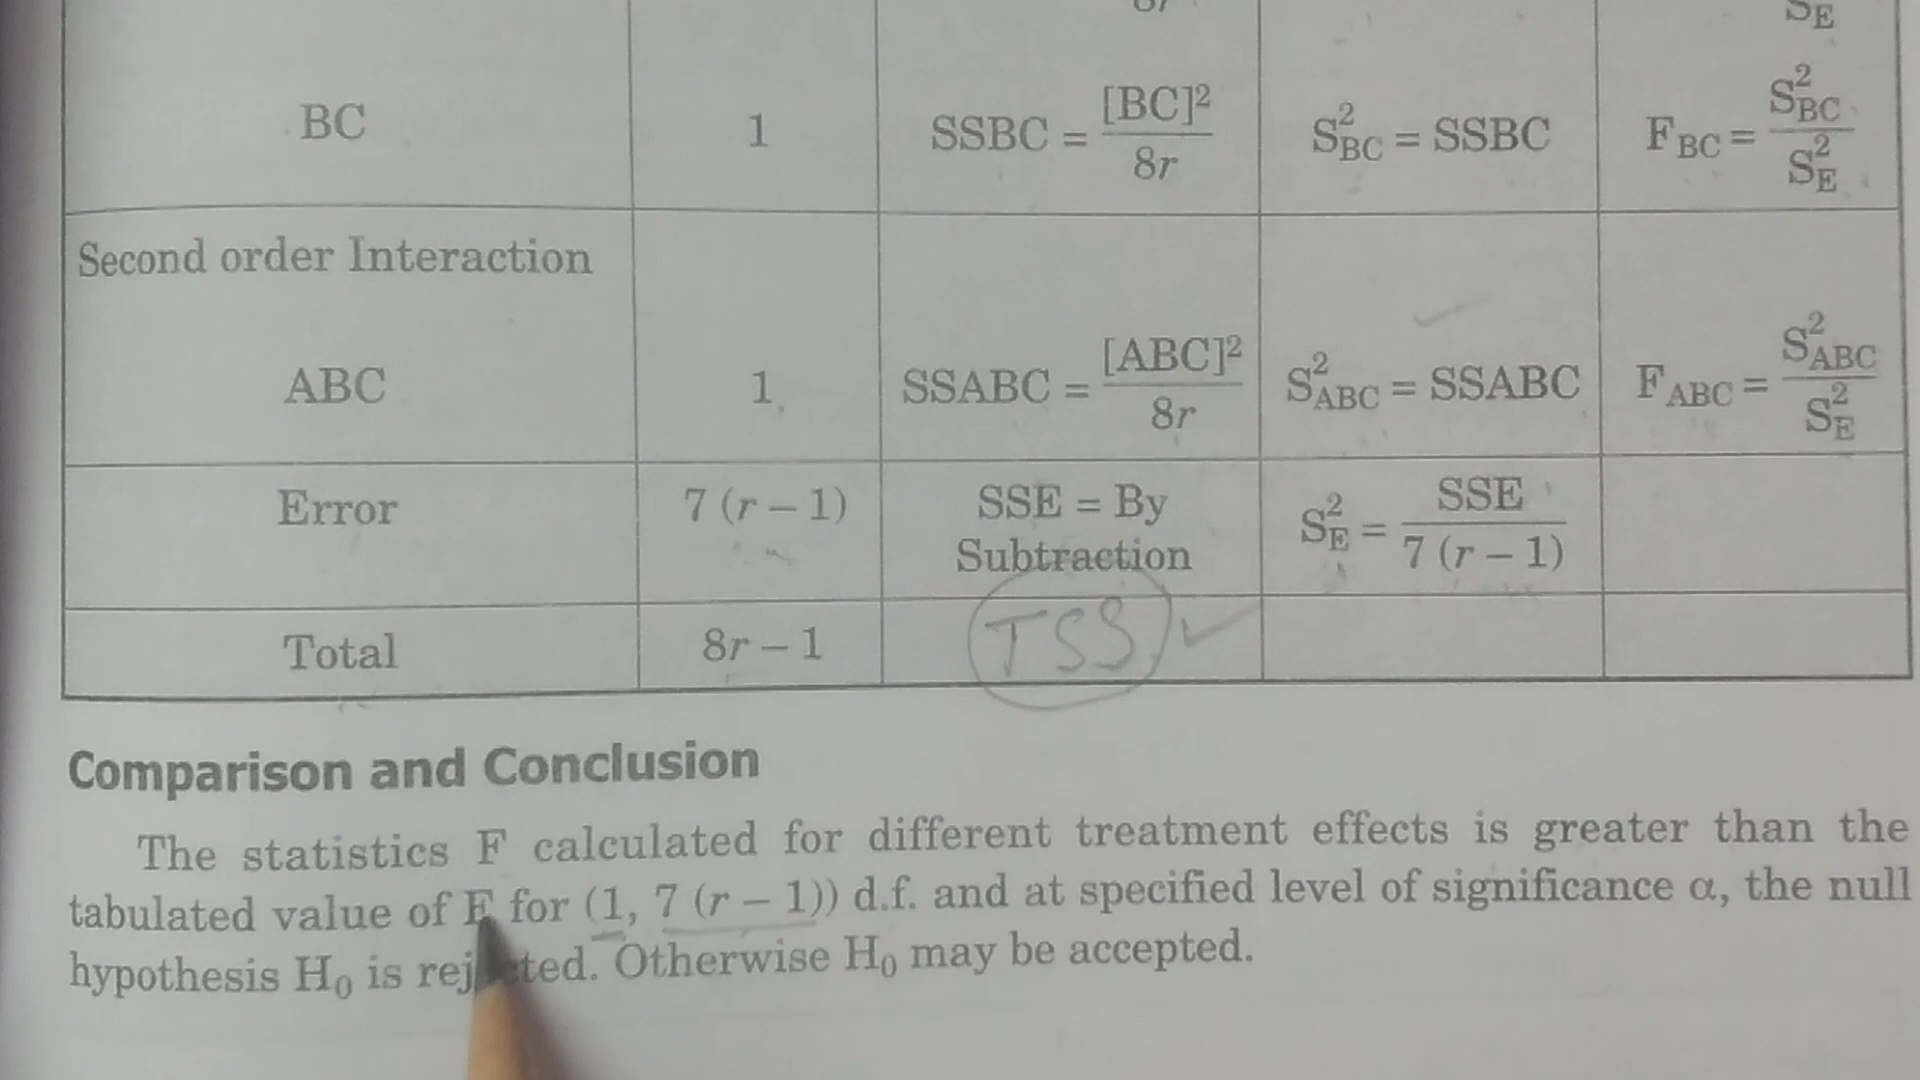 8r S_E
BC 1 SSBC = [BC]²/8r S²_BC = SSBC F_BC = S²_BC/S²_E
Second order Interaction
ABC 1 SSABC = [ABC]²/8r S²_ABC = SSABC F_ABC = S²_ABC/S²_E
Error 7 (r – 1) SSE = By Subtraction S²_E = SSE/7 (r – 1)
Total 8r – 1 TSS
Comparison and Conclusion
The statistics F calculated for different treatment effects is greater than the
tabulated value of F for (1, 7 (r – 1)) d.f. and at specified level of significance α, the null
hypothesis H₀ is rejected. Otherwise H₀ may be accepted.